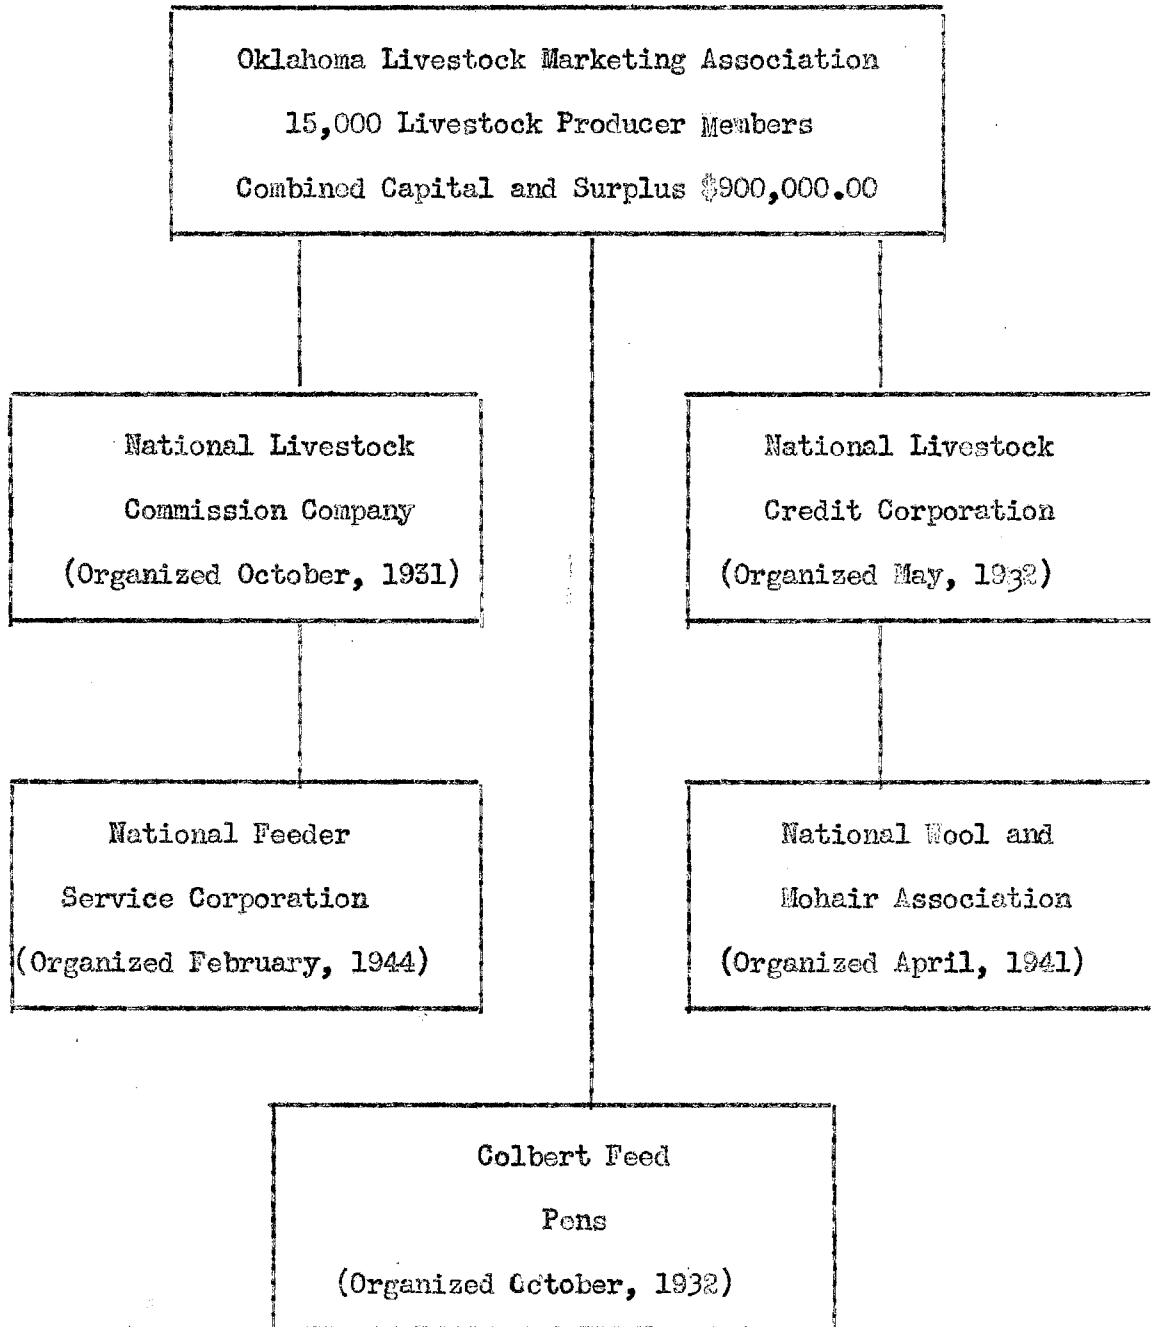 Oklahoma Livestock Marketing Association
15,000 Livestock Producer Members
Combined Capital and Surplus $900,000.00
National Livestock
Commission Company
(Organized October, 1931)
National Livestock
Credit Corporation
(Organized May, 1932)
National Feeder
Service Corporation
(Organized February, 1944)
National Wool and
Mohair Association
(Organized April, 1941)
Colbert Feed
Pens
(Organized October, 1932)